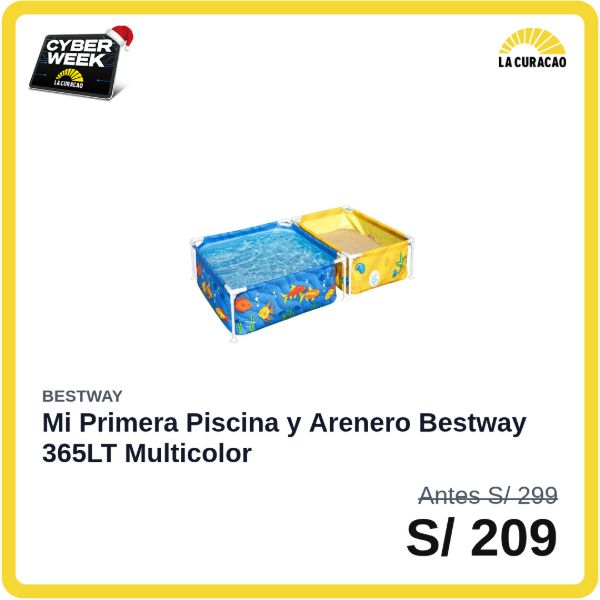 CYBER
WEEK
LA CURACAO
LA CURACAO
BESTWAY
Mi Primera Piscina y Arenero Bestway
365LT Multicolor
Antes S/ 299
S/ 209